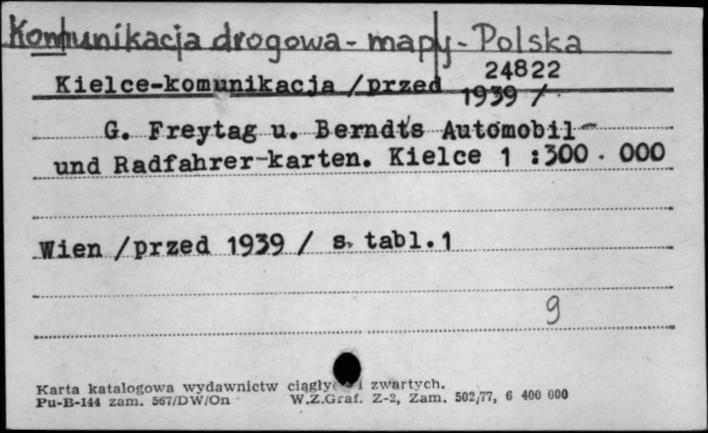 Komunikacja drogowa - mapy - Polska
Kielce-komunikacja /przed 24822
1939 /
G. Freytag u. Berndt's Automobil-
und Radfahrer-karten. Kielce 1 :300 . 000
Wien /przed 1939 / s. tabl.1
9
Karta katalogowa wydawnictw i zwartych.
Pu-B-144 zam. 567/DW/On W.Z.Graf. Z-2, Zam. 502/77, 6 400 000